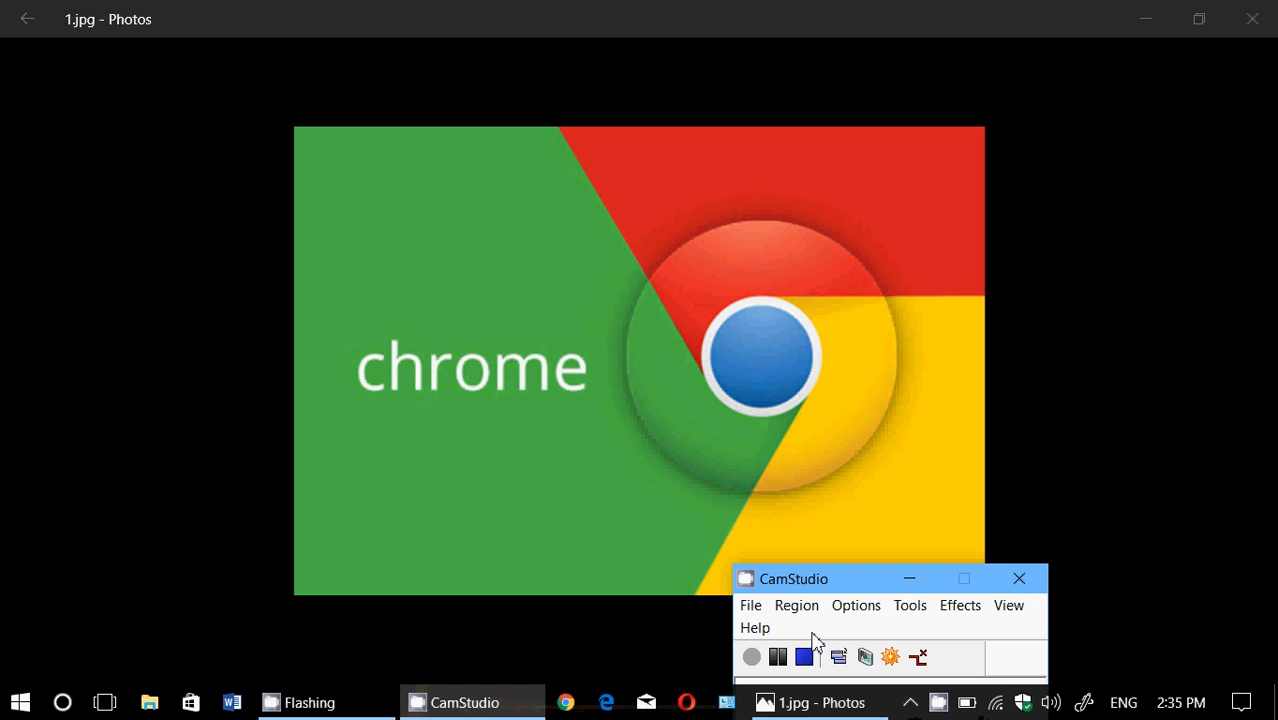 1.jpg - Photos
chrome
CamStudio
File Region Options Tools Effects View
Help
Flashing
CamStudio
1.jpg - Photos
ENG
2:35 PM